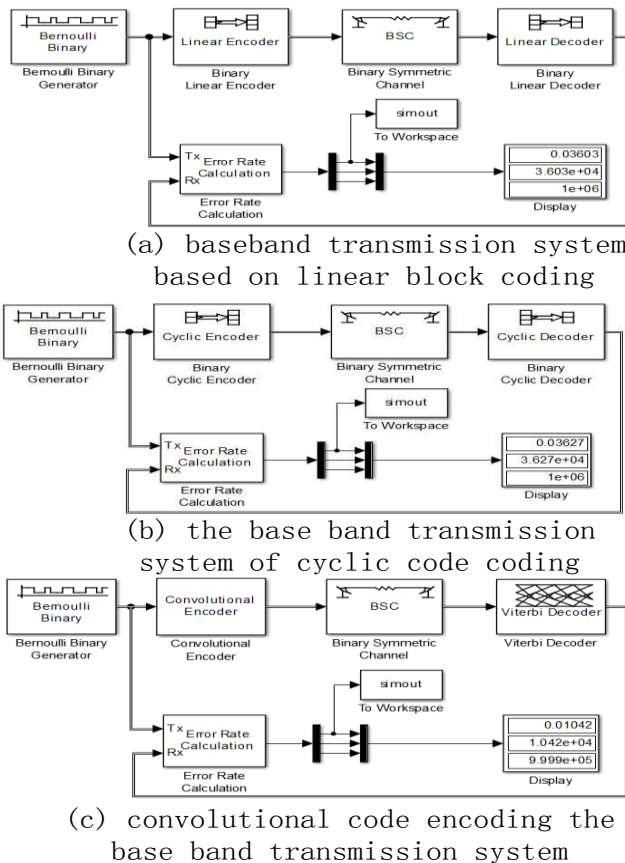 Bernoulli
Binary
Bernoulli Binary
Generator
Linear Encoder
Binary
Linear Encoder
BSC
Binary Symmetric
Channel
Linear Decoder
Binary
Linear Decoder
simout
To Workspace
Tx
Rx
Error Rate
Calculation
Error Rate
Calculation
0.03603
3.603e+04
1e+06
Display
(a) baseband transmission system
based on linear block coding
Bernoulli
Binary
Bernoulli Binary
Generator
Cyclic Encoder
Binary
Cyclic Encoder
BSC
Binary Symmetric
Channel
Cyclic Decoder
Binary
Cyclic Decoder
simout
To Workspace
Tx
Rx
Error Rate
Calculation
Error Rate
Calculation
0.03627
3.627e+04
1e+06
Display
(b) the base band transmission
system of cyclic code coding
Bernoulli
Binary
Bernoulli Binary
Generator
Convolutional
Encoder
Convolutional
Encoder
BSC
Binary Symmetric
Channel
Viterbi Decoder
Viterbi Decoder
simout
To Workspace
Tx
Rx
Error Rate
Calculation
Error Rate
Calculation
0.01042
1.042e+04
9.999e+05
Display
(c) convolutional code encoding the
base band transmission system